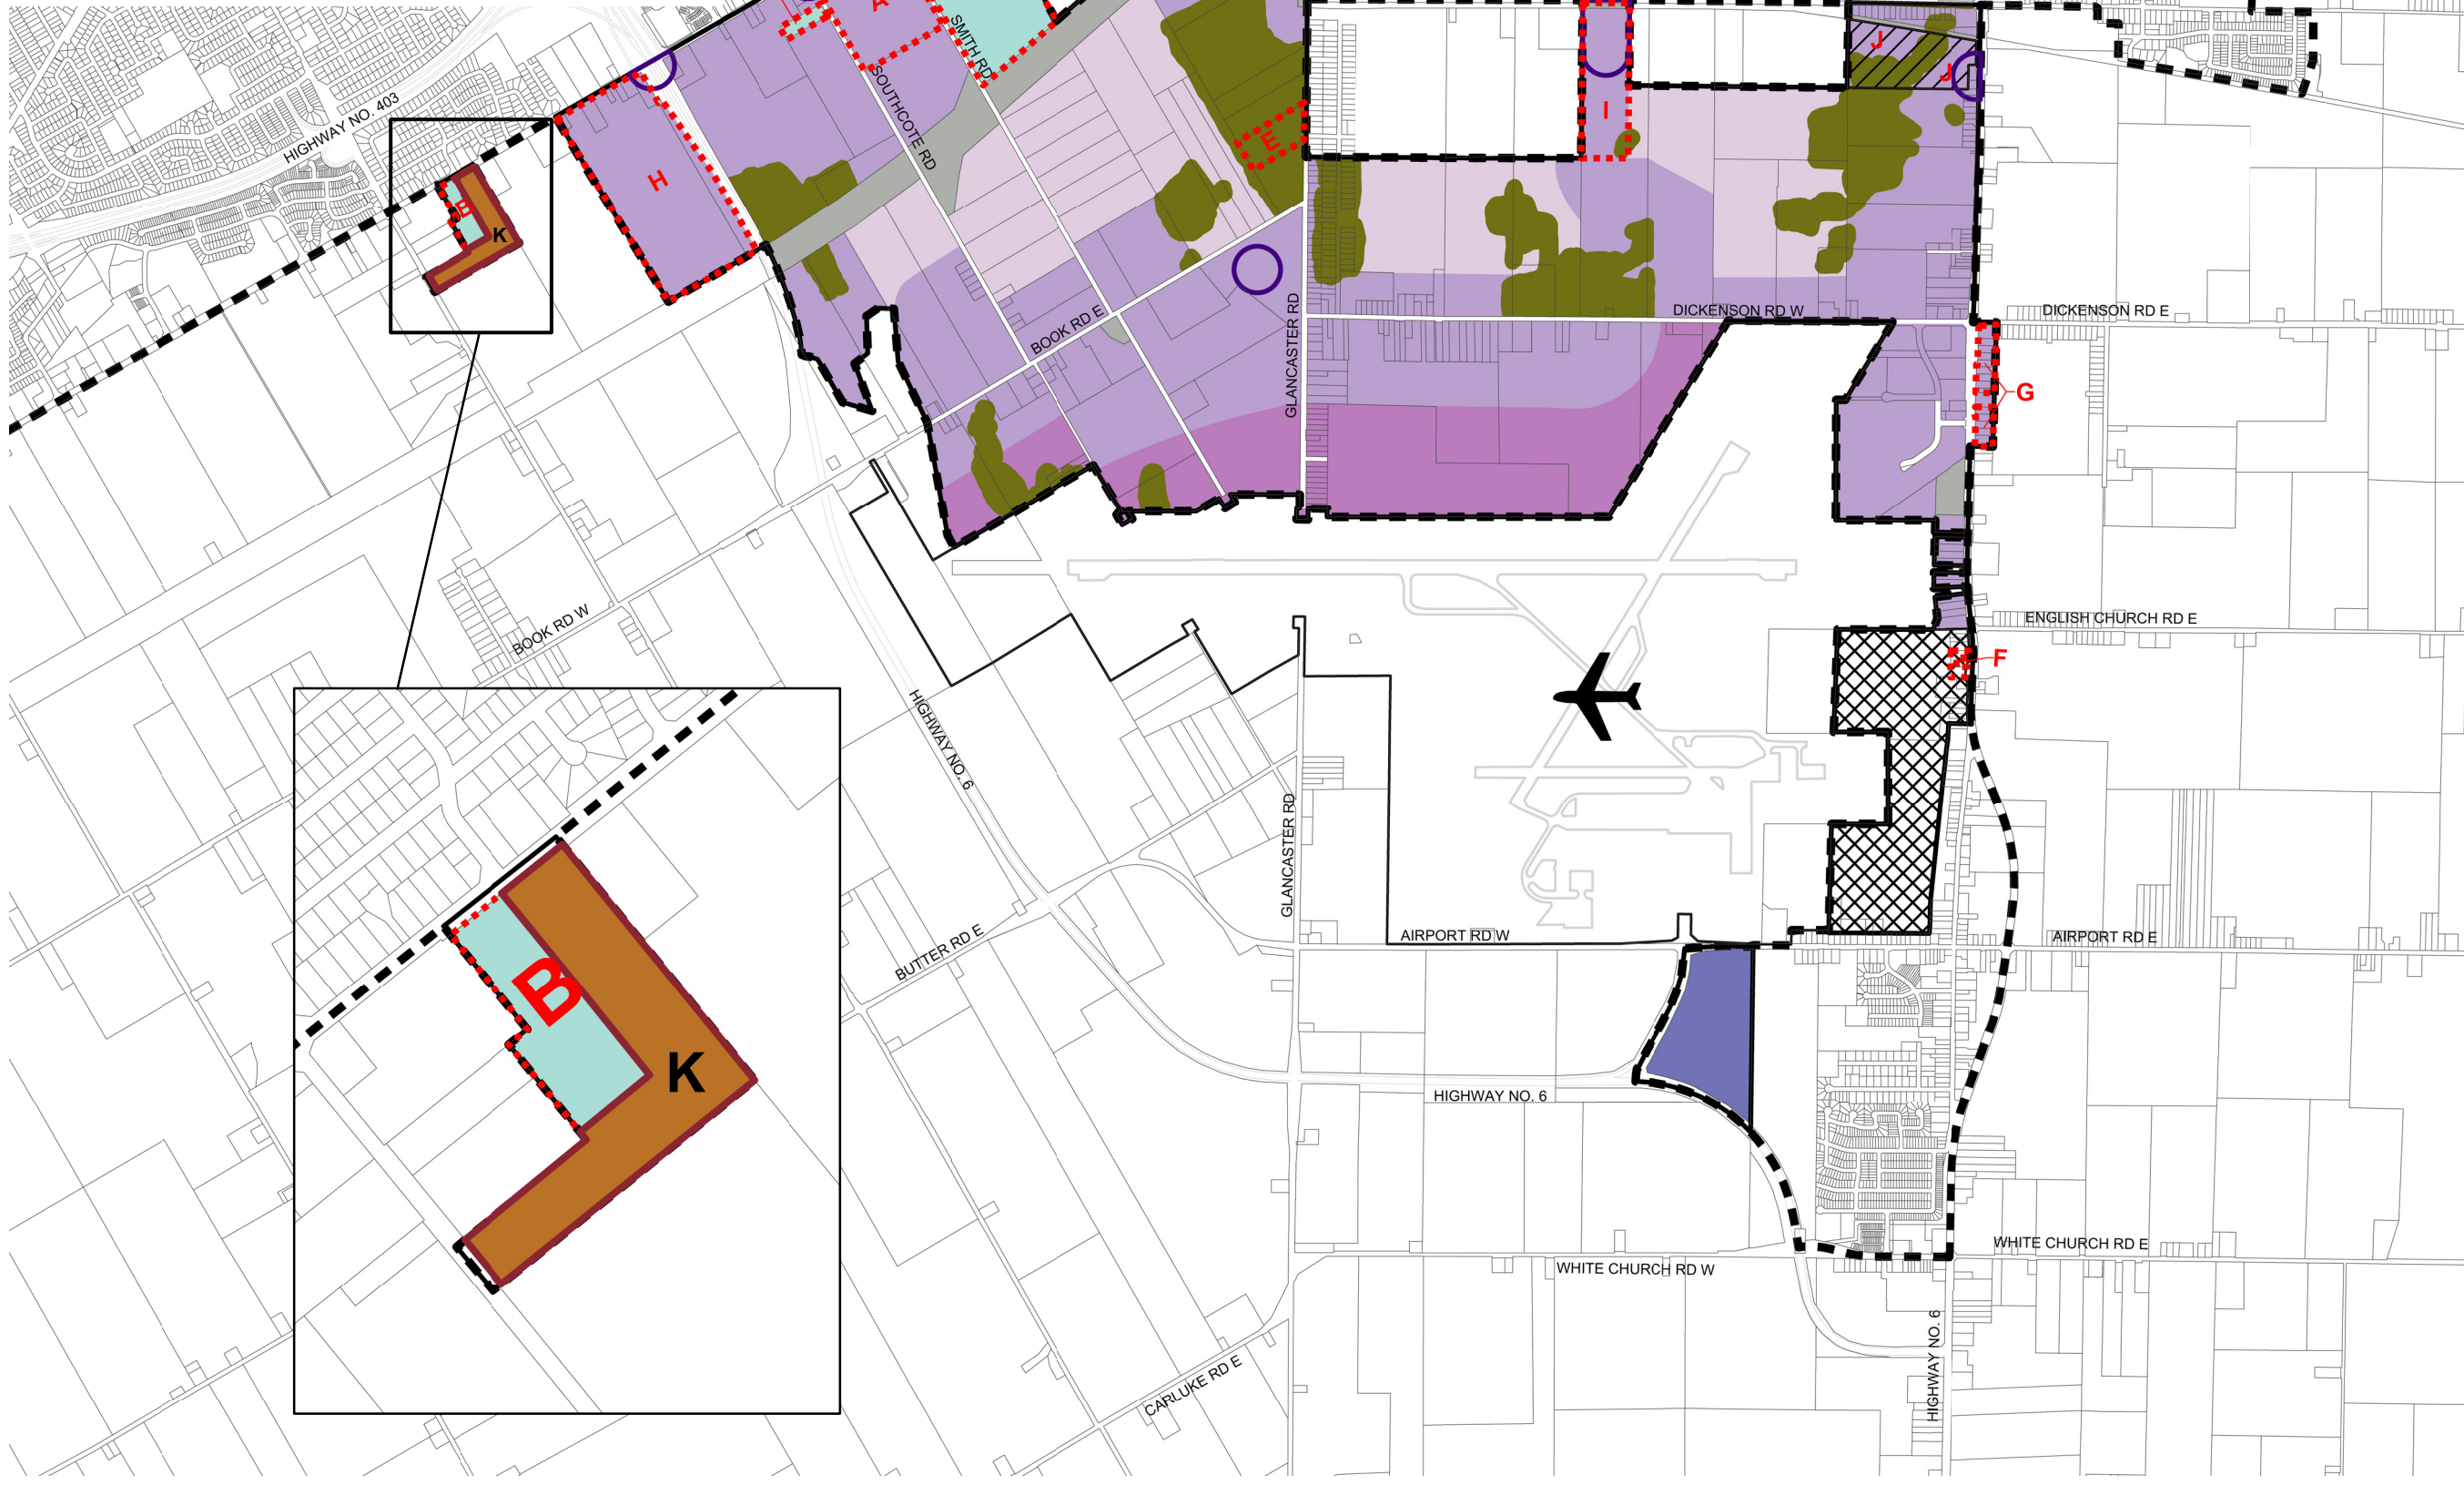 A
SMITH RD
J
J
SOUTHCOTE RD
HIGHWAY NO. 403
I
E
H
B
K
GLANCASTER RD
BOOK RD E
DICKENSON RD W
DICKENSON RD E
G
BOOK RD W
ENGLISH CHURCH RD E
F
HIGHWAY NO. 6
GLANCASTER RD
BUTTER RD E
AIRPORT RD W
AIRPORT RD E
B
K
HIGHWAY NO. 6
WHITE CHURCH RD E
WHITE CHURCH RD W
HIGHWAY NO. 6
CARLUKE RD E